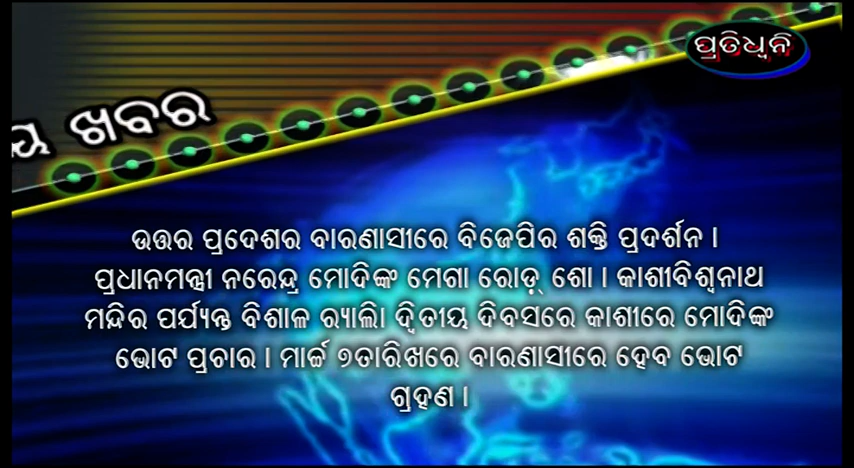 ପ୍ରତିଧ୍ୱନି
ୟ ଖବର
ଉତ୍ତର ପ୍ରଦେଶର ବାରଣାସୀରେ ବିଜେପିର ଶକ୍ତି ପ୍ରଦର୍ଶନ ।
ପ୍ରଧାନମନ୍ତ୍ରୀ ନରେନ୍ଦ୍ର ମୋଦିଙ୍କ ମେଗା ରୋଡ଼୍ ଶୋ । କାଶୀବିଶ୍ୱନାଥ
ମନ୍ଦିର ପର୍ଯ୍ୟନ୍ତ ବିଶାଳ ର‍୍ୟାଲି। ଦ୍ୱିତୀୟ ଦିବସରେ କାଶୀରେ ମୋଦିଙ୍କ
ଭୋଟ ପ୍ରଚାର । ମାର୍ଚ୍ଚ ୭ତାରିଖରେ ବାରଣାସୀରେ ହେବ ଭୋଟ
ଗ୍ରହଣ ।